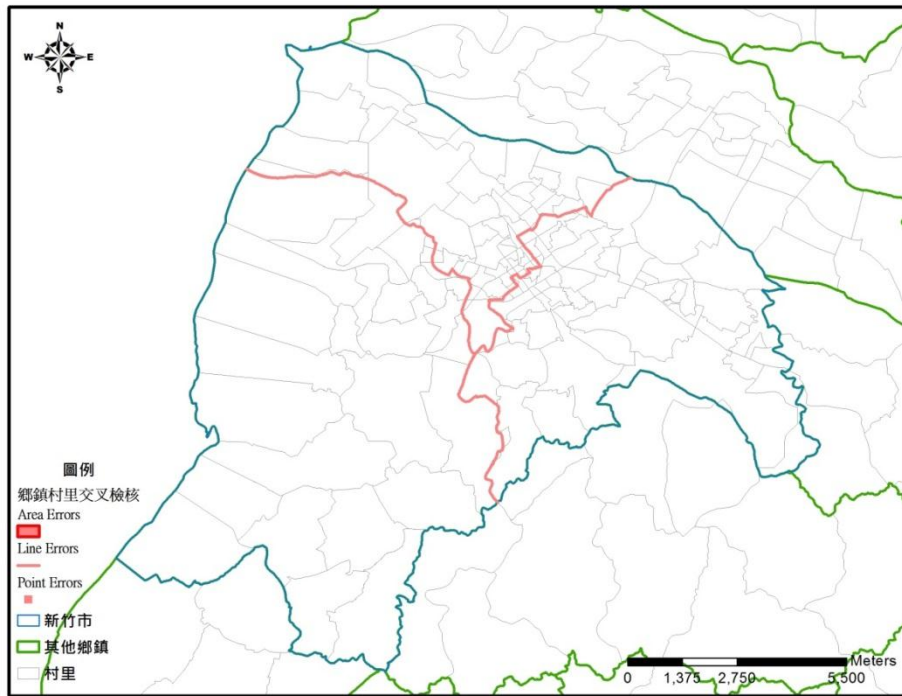 N
W E
S
圖例
鄉鎮村里交叉檢核
Area Errors
Line Errors
Point Errors
新竹市
其他鄉鎮
村里
Meters
0 1,375 2,750 5,500